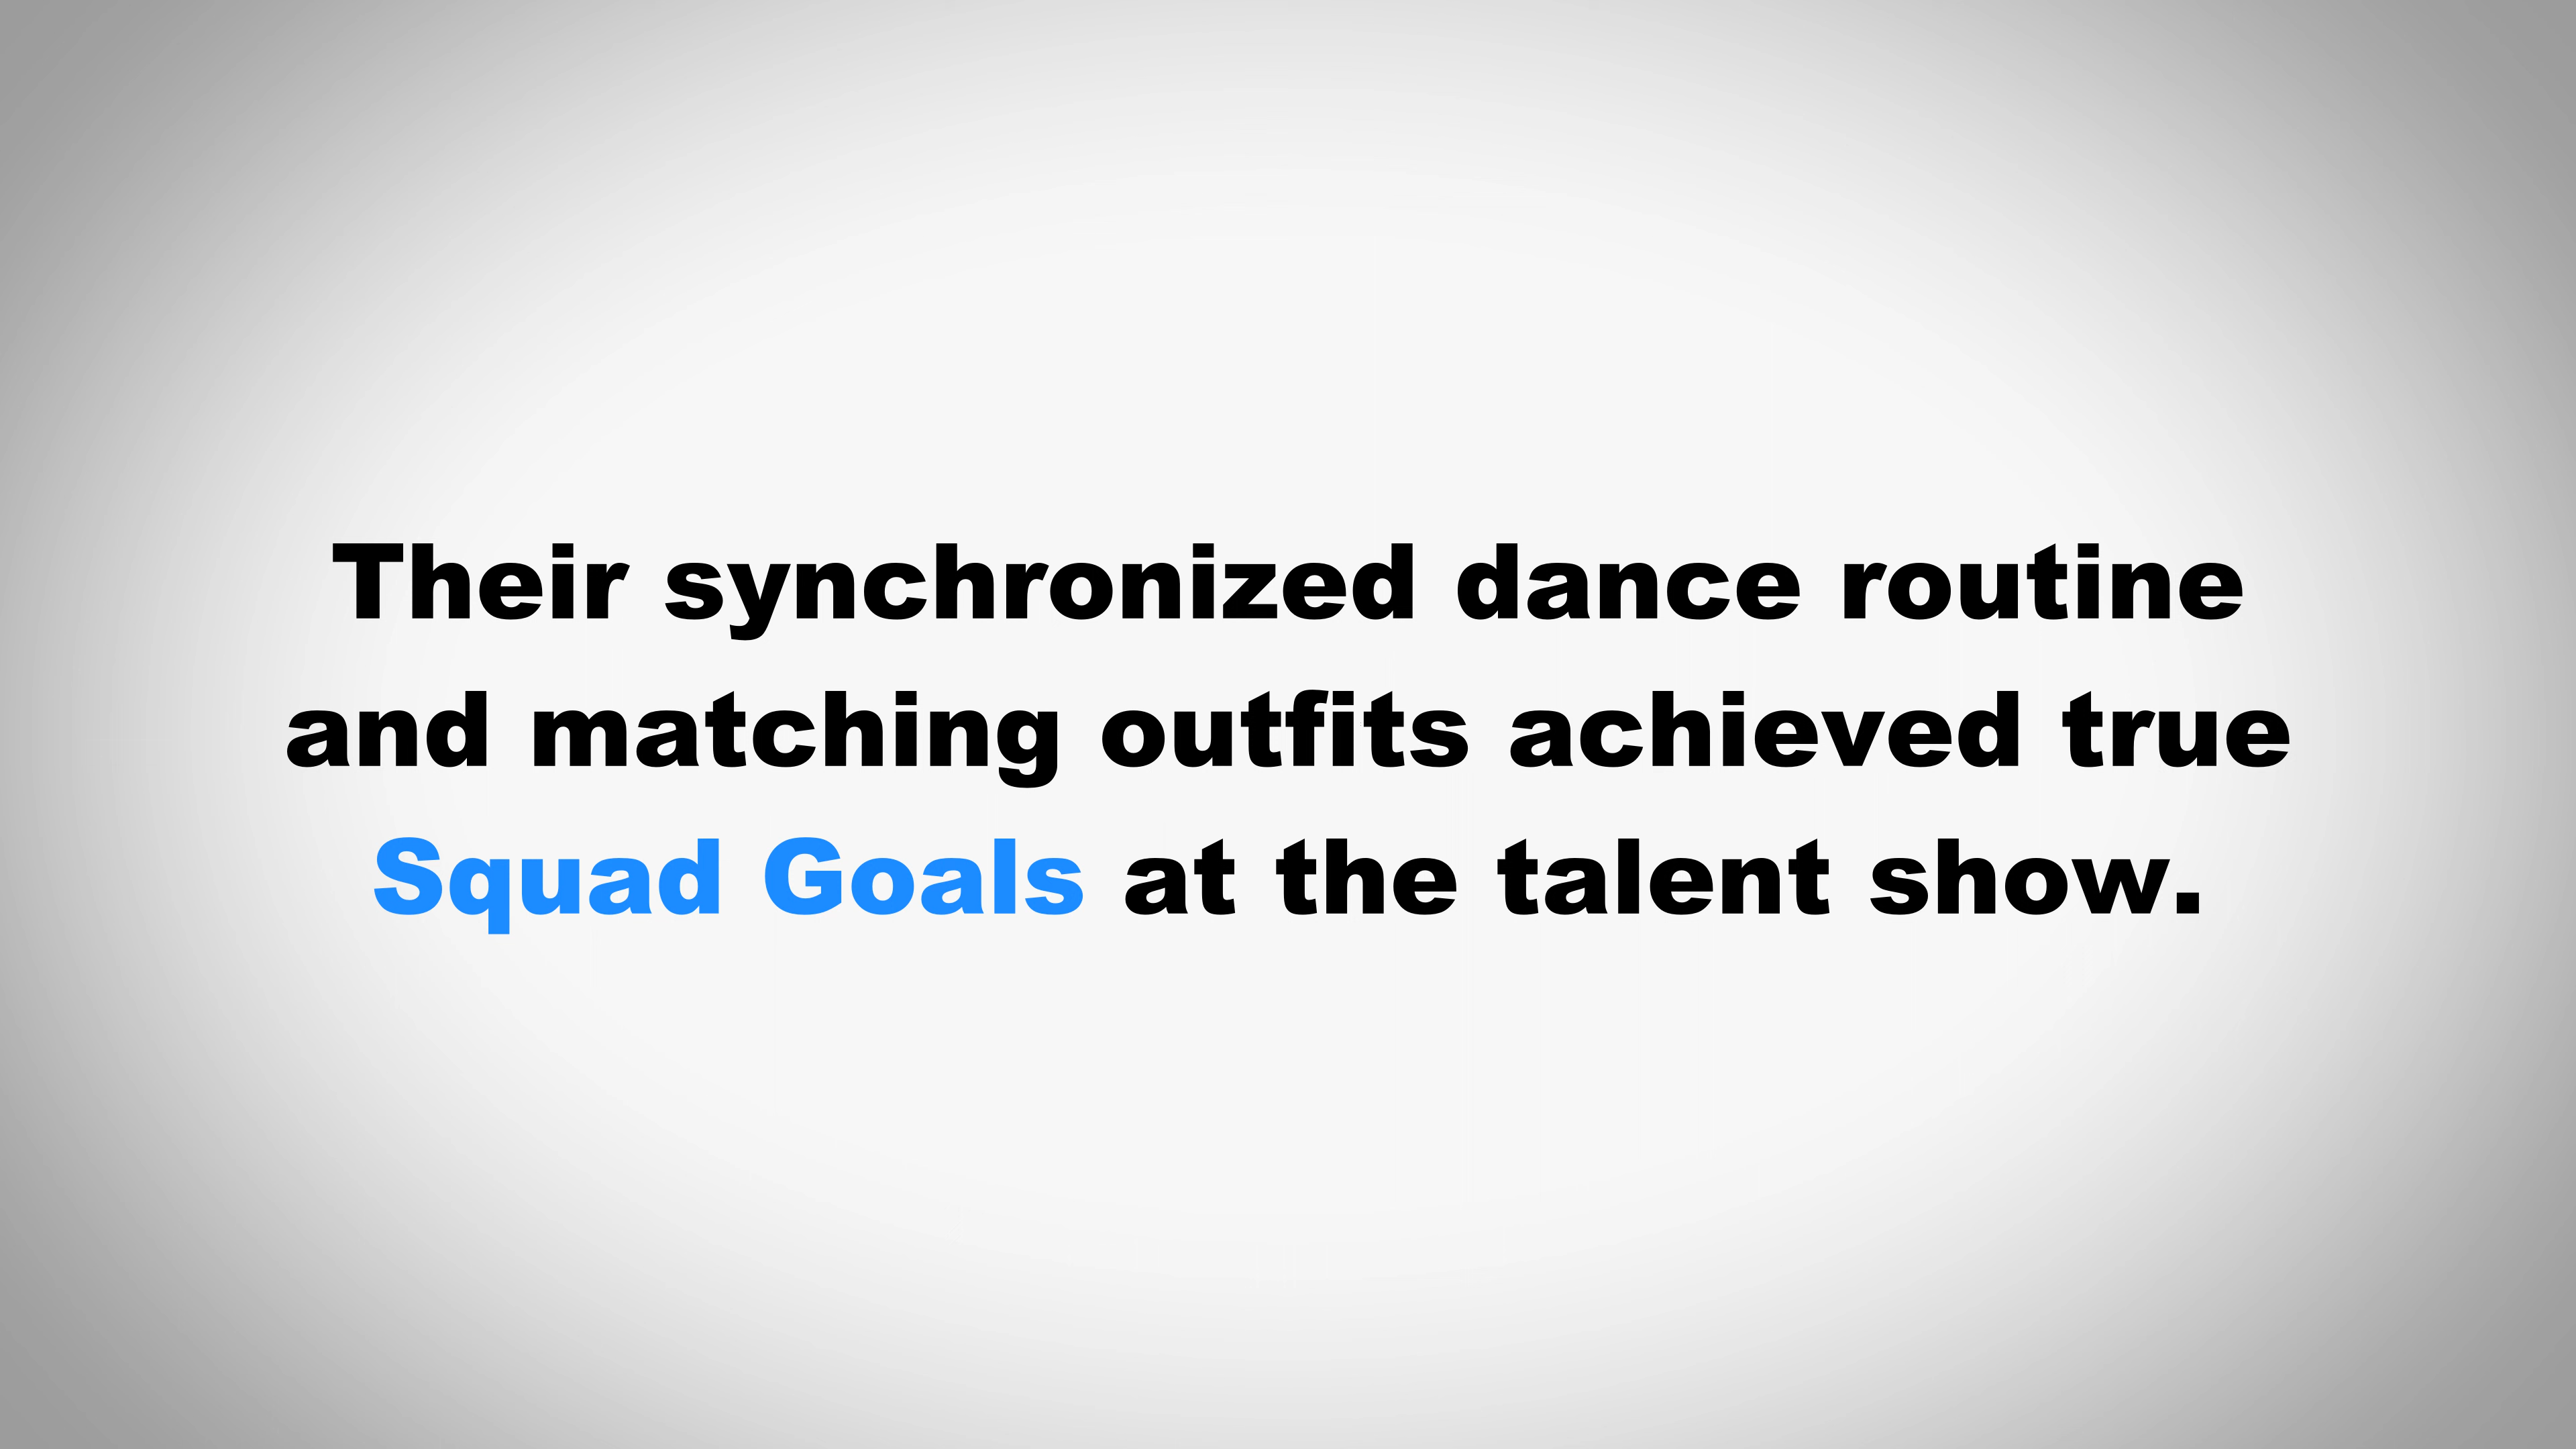 Their synchronized dance routine
and matching outfits achieved true
Squad Goals at the talent show.